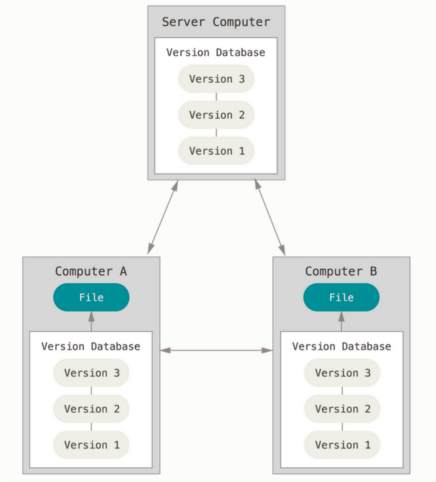 Server Computer
Version Database
Version 3
Version 2
Version 1
Computer A
File
Version Database
Version 3
Version 2
Version 1
Computer B
File
Version Database
Version 3
Version 2
Version 1